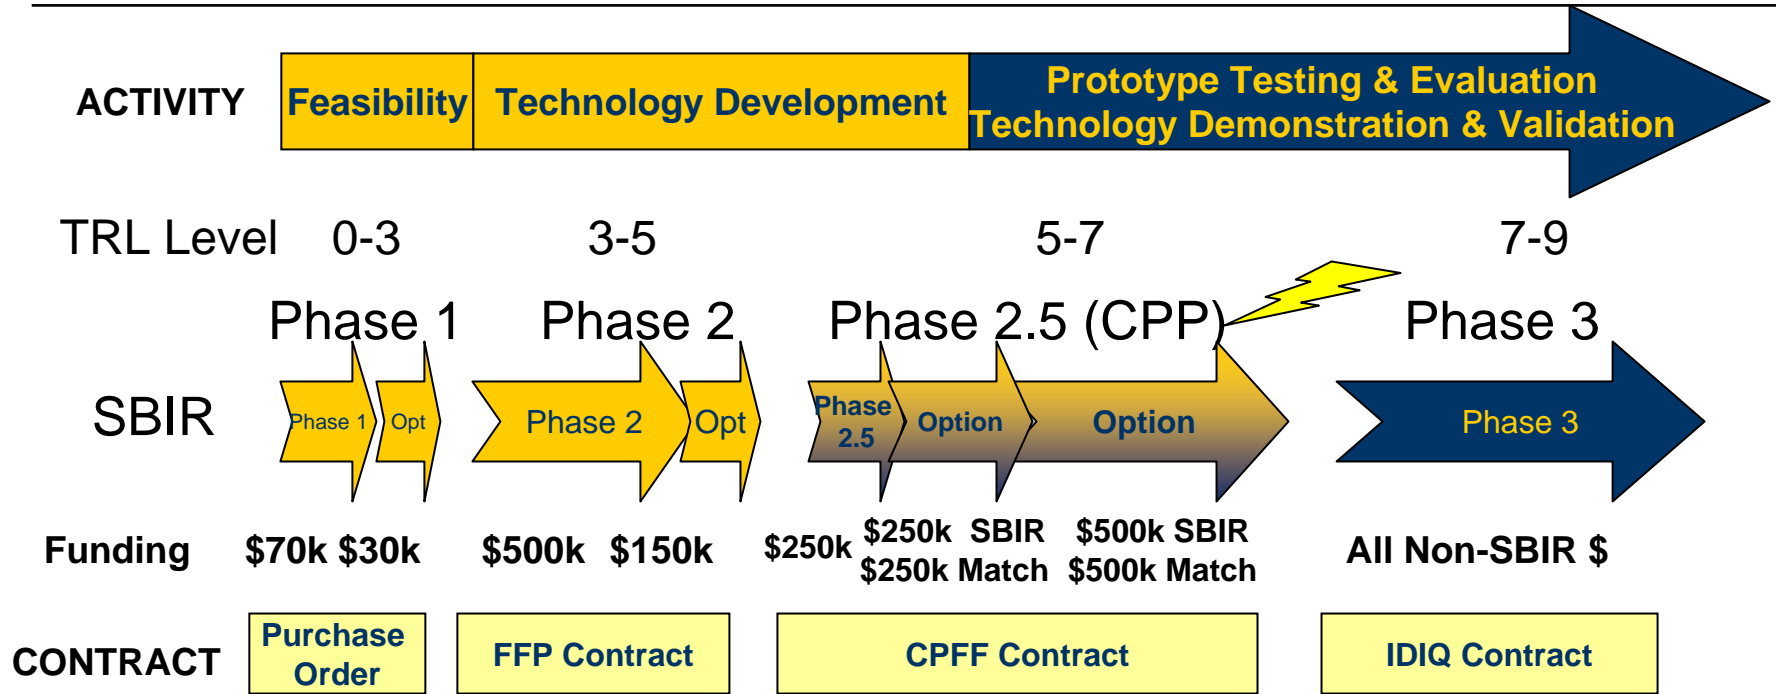 ACTIVITY
Feasibility
Technology Development
Prototype Testing & Evaluation
Technology Demonstration & Validation
TRL Level 0-3 3-5 5-7 7-9
Phase 1 Phase 2 Phase 2.5 (CPP) Phase 3
SBIR
Phase 1
Opt
Phase 2
Opt
Phase
2.5
Option
Option
Phase 3
Funding
$70k $30k
$500k $150k
$250k
$250k SBIR
$250k Match
$500k SBIR
$500k Match
All Non-SBIR $
CONTRACT
Purchase
Order
FFP Contract
CPFF Contract
IDIQ Contract